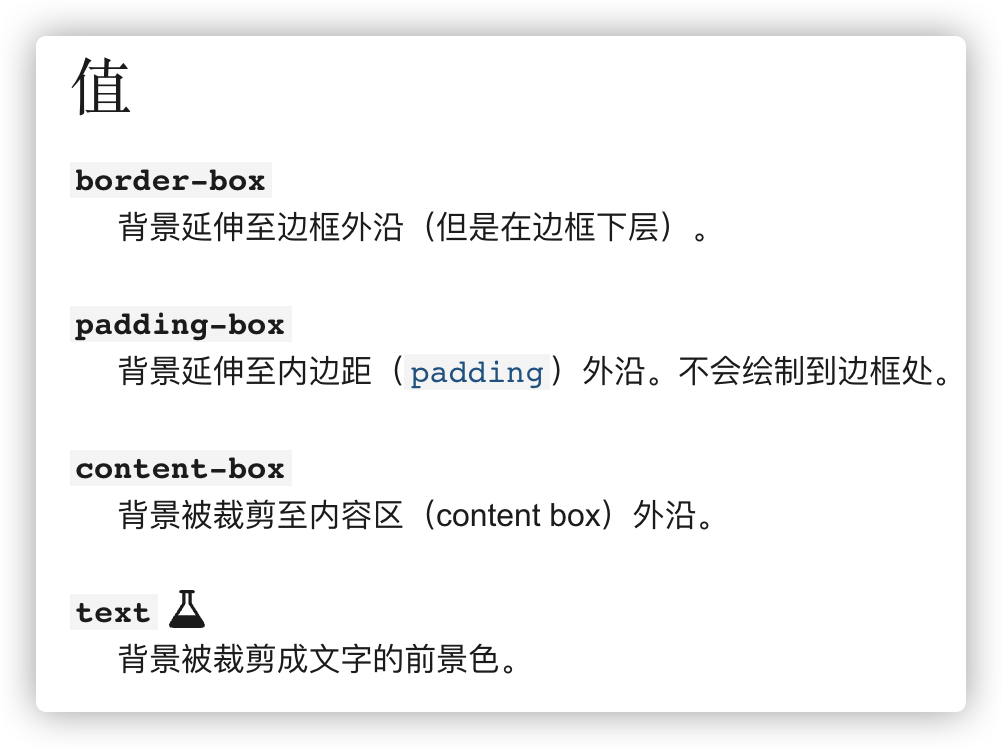 值
border-box
背景延伸至边框外沿（但是在边框下层）。
padding-box
背景延伸至内边距（padding）外沿。不会绘制到边框处。
content-box
背景被裁剪至内容区（content box）外沿。
text
背景被裁剪成文字的前景色。